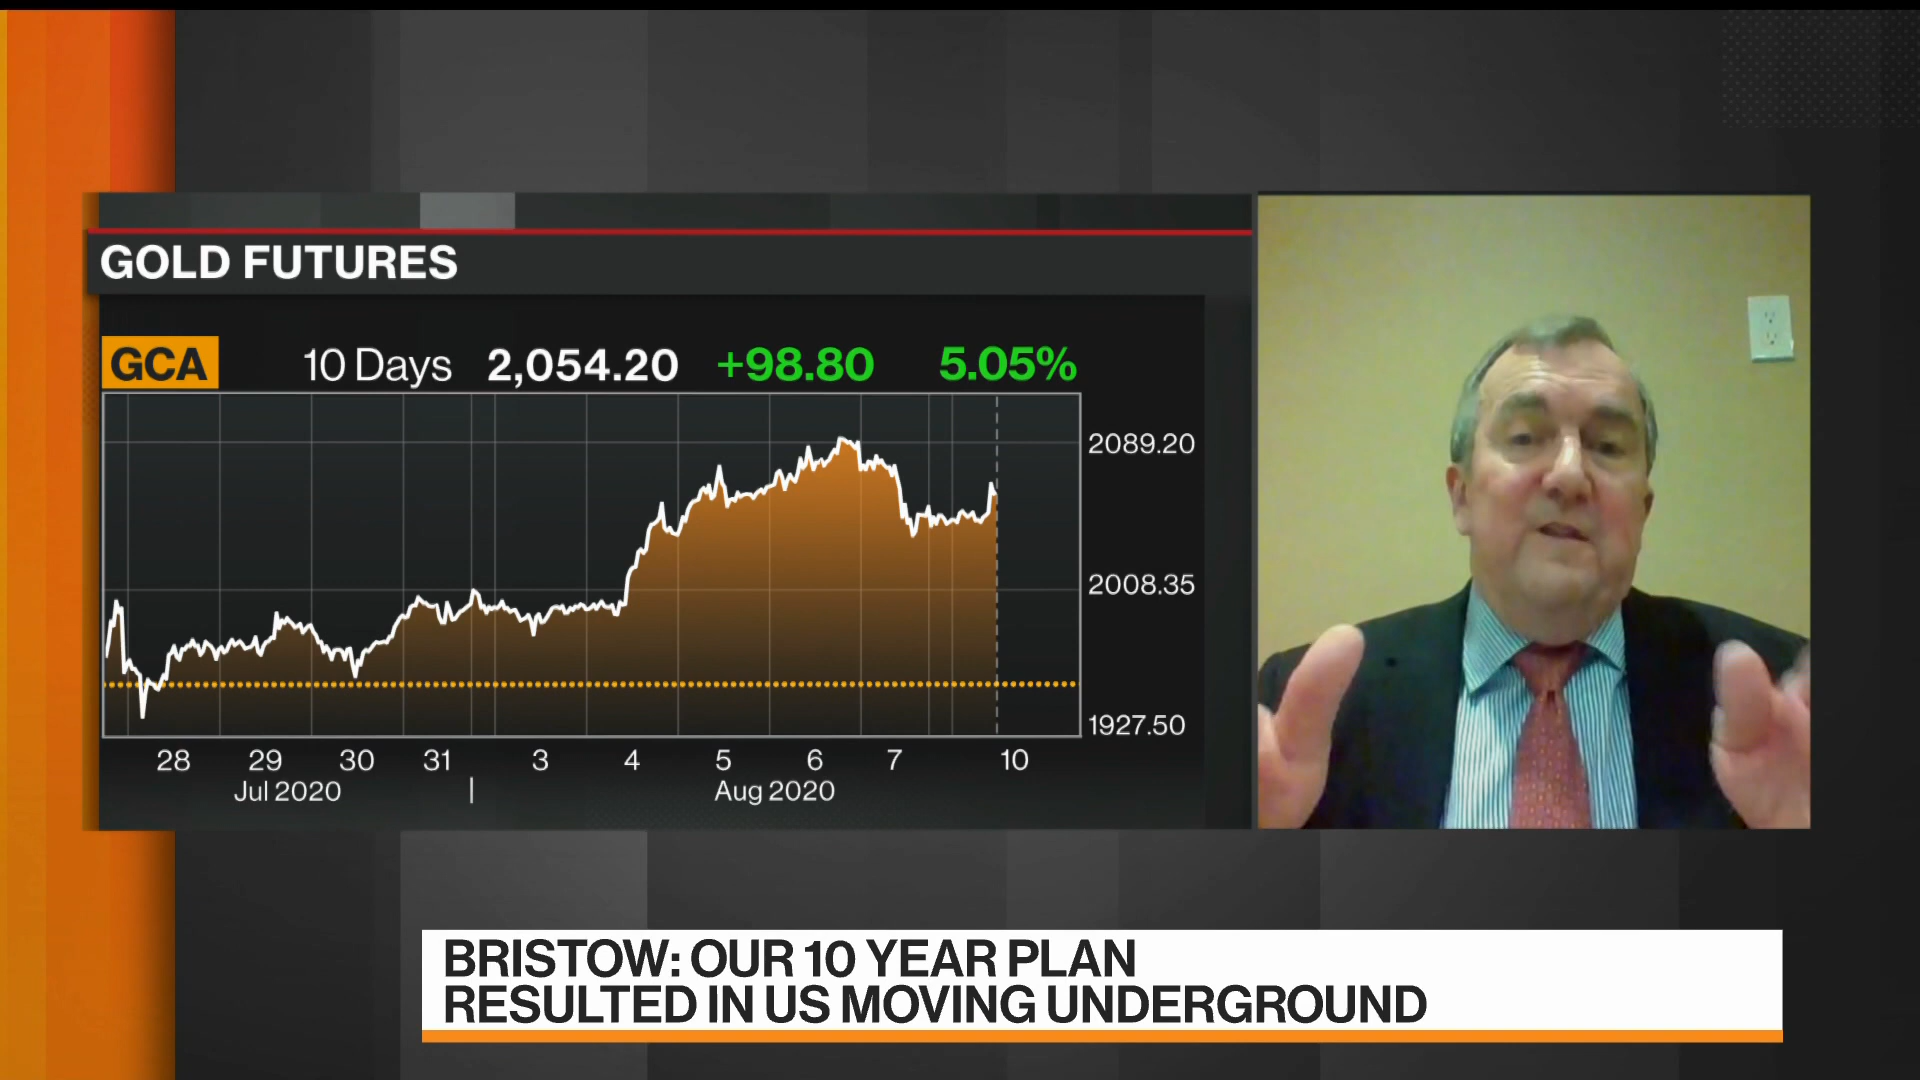 GOLD FUTURES
GCA 10 Days 2,054.20 +98.80 5.05%
2089.20
2008.35
1927.50
28 29 30 31 3 4 5 6 7 10
Jul 2020 | Aug 2020
BRISTOW: OUR 10 YEAR PLAN
RESULTED IN US MOVING UNDERGROUND